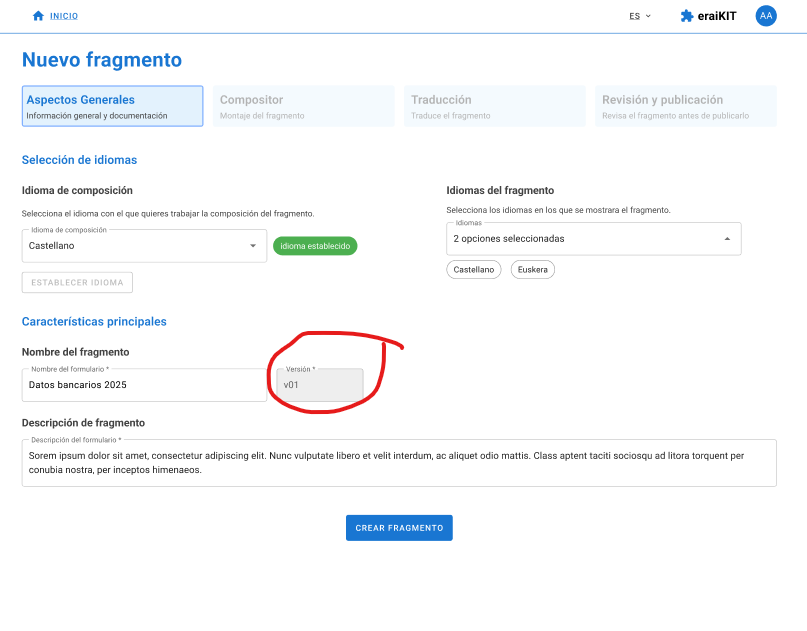 INICIO
ES
eraiKIT
AA
Nuevo fragmento
Aspectos Generales
Información general y documentación
Compositor
Montaje del fragmento
Traducción
Traduce el fragmento
Revisión y publicación
Revisa el fragmento antes de publicarlo
Selección de idiomas
Idioma de composición
Selecciona el idioma con el que quieres trabajar la composición del fragmento.
Idioma de composición
Castellano
idioma establecido
ESTABLECER IDIOMA
Idiomas del fragmento
Selecciona los idiomas en los que se mostrara el fragmento.
Idiomas
2 opciones seleccionadas
Castellano
Euskera
Características principales
Nombre del fragmento
Nombre del formulario *
Datos bancarios 2025
Versión *
v01
Descripción de fragmento
Descripción del formulario *
Sorem ipsum dolor sit amet, consectetur adipiscing elit. Nunc vulputate libero et velit interdum, ac aliquet odio mattis. Class aptent taciti sociosqu ad litora torquent per
conubia nostra, per inceptos himenaeos.
CREAR FRAGMENTO